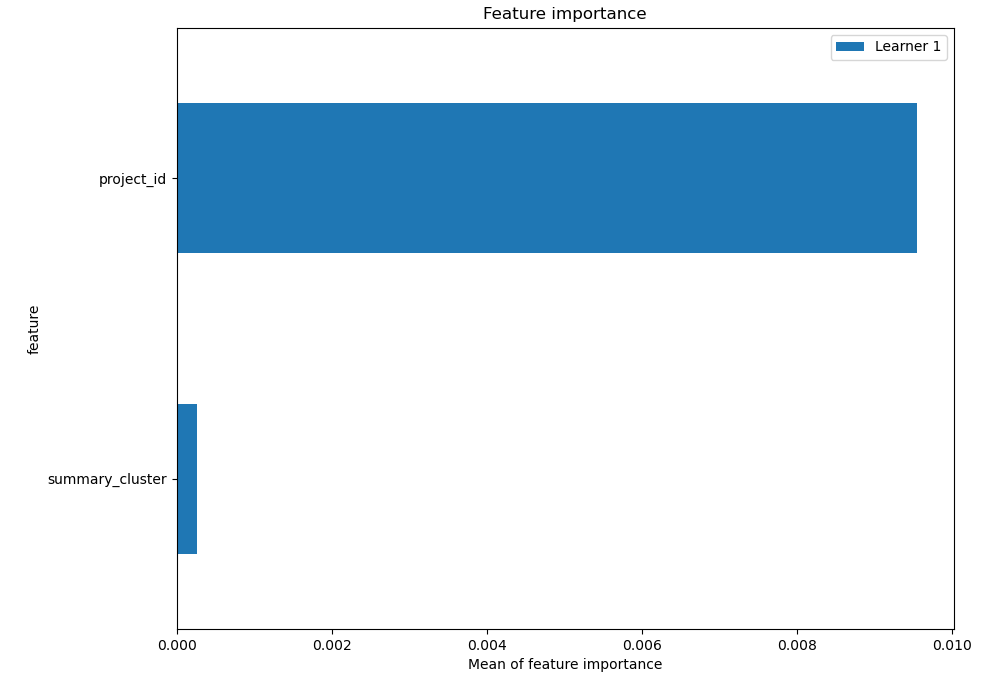 Feature importance
Learner 1
project_id
feature
summary_cluster
0.000 0.002 0.004 0.006 0.008 0.010
Mean of feature importance